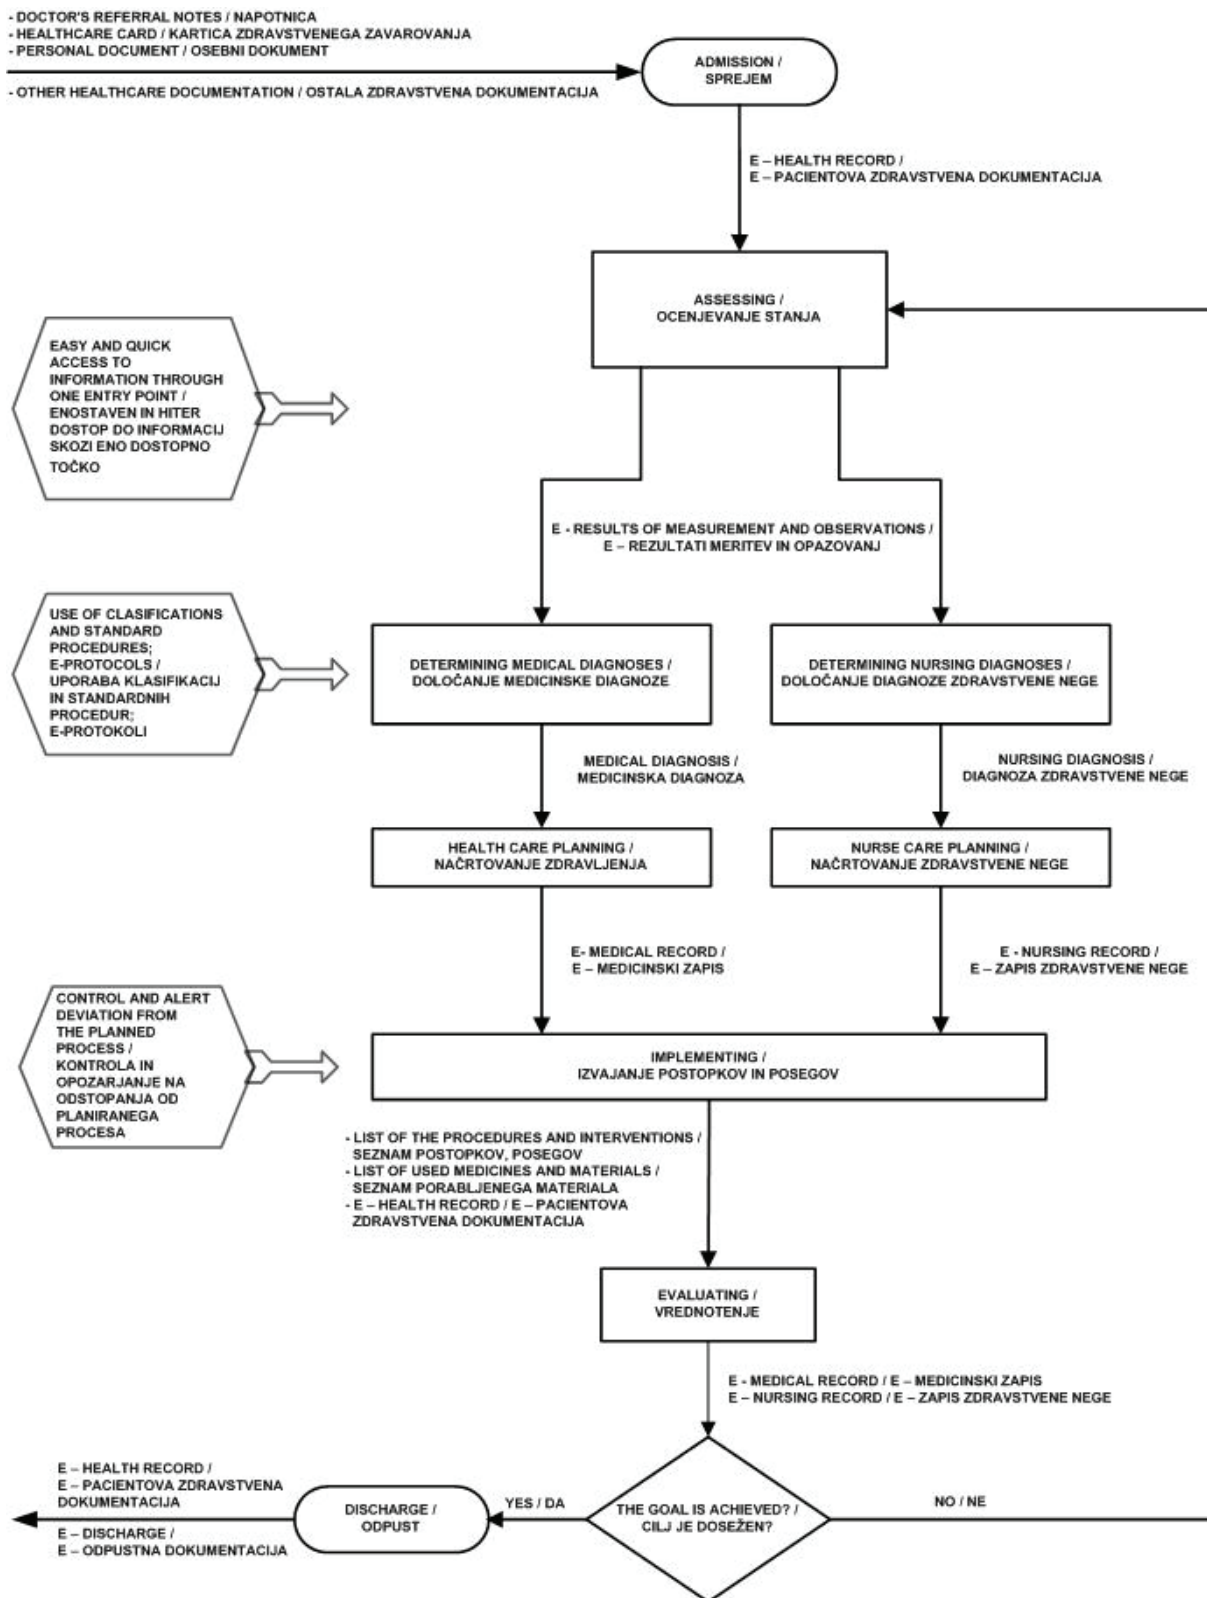 - DOCTOR'S REFERRAL NOTES / NAPOTNICA
- HEALTHCARE CARD / KARTICA ZDRAVSTVENEGA ZAVAROVANJA
- PERSONAL DOCUMENT / OSEBNI DOKUMENT
- OTHER HEALTHCARE DOCUMENTATION / OSTALA ZDRAVSTVENA DOKUMENTACIJA
ADMISSION /
SPREJEM
E – HEALTH RECORD /
E – PACIENTOVA ZDRAVSTVENA DOKUMENTACIJA
ASSESSING /
OCENJEVANJE STANJA
EASY AND QUICK
ACCESS TO
INFORMATION THROUGH
ONE ENTRY POINT /
ENOSTAVEN IN HITER
DOSTOP DO INFORMACIJ
SKOZI ENO DOSTOPNO
TOČKO
E - RESULTS OF MEASUREMENT AND OBSERVATIONS /
E – REZULTATI MERITEV IN OPAZOVANJ
USE OF CLASIFICATIONS
AND STANDARD
PROCEDURES;
E-PROTOCOLS /
UPORABA KLASIFIKACIJ
IN STANDARDNIH
PROCEDUR;
E-PROTOKOLI
DETERMINING MEDICAL DIAGNOSES /
DOLOČANJE MEDICINSKE DIAGNOZE
DETERMINING NURSING DIAGNOSES /
DOLOČANJE DIAGNOZE ZDRAVSTVENE NEGE
MEDICAL DIAGNOSIS /
MEDICINSKA DIAGNOZA
NURSING DIAGNOSIS /
DIAGNOZA ZDRAVSTVENE NEGE
HEALTH CARE PLANNING /
NAČRTOVANJE ZDRAVLJENJA
NURSE CARE PLANNING /
NAČRTOVANJE ZDRAVSTVENE NEGE
E- MEDICAL RECORD /
E – MEDICINSKI ZAPIS
E - NURSING RECORD /
E – ZAPIS ZDRAVSTVENE NEGE
CONTROL AND ALERT
DEVIATION FROM
THE PLANNED
PROCESS /
KONTROLA IN
OPOZARJANJE NA
ODSTOPANJA OD
PLANIRANEGA
PROCESA
IMPLEMENTING /
IZVAJANJE POSTOPKOV IN POSEGOV
- LIST OF THE PROCEDURES AND INTERVENTIONS /
SEZNAM POSTOPKOV, POSEGOV
- LIST OF USED MEDICINES AND MATERIALS /
SEZNAM PORABLJENEGA MATERIALA
- E – HEALTH RECORD / E – PACIENTOVA
ZDRAVSTVENA DOKUMENTACIJA
EVALUATING /
VREDNOTENJE
E - MEDICAL RECORD / E – MEDICINSKI ZAPIS
E – NURSING RECORD / E – ZAPIS ZDRAVSTVENE NEGE
THE GOAL IS ACHIEVED? /
CILJ JE DOSEŽEN?
YES / DA
NO / NE
DISCHARGE /
ODPUST
E – HEALTH RECORD /
E – PACIENTOVA ZDRAVSTVENA
DOKUMENTACIJA
E – DISCHARGE /
E – ODPUSTNA DOKUMENTACIJA